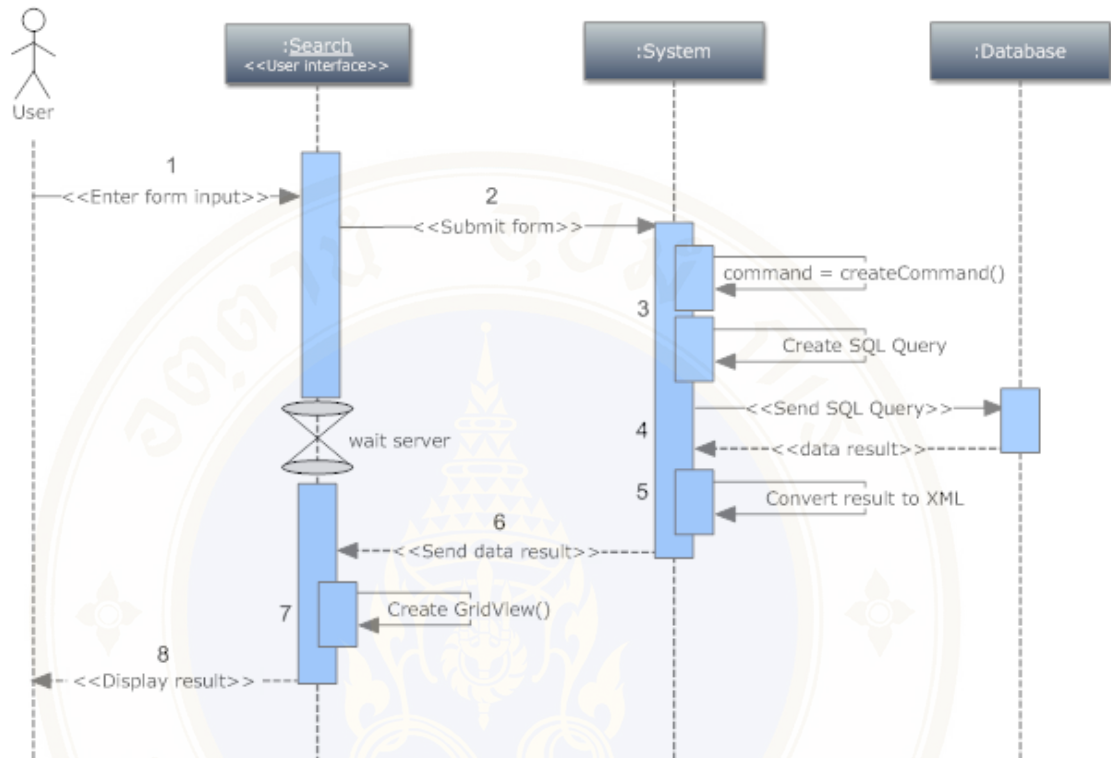 :Search
<<User interface>>
:System
:Database
User
1
<<Enter form input>>
2
<<Submit form>>
command = createCommand()
3
Create SQL Query
<<Send SQL Query>>
4
wait server
<<data result>>
5
Convert result to XML
6
<<Send data result>>
7
Create GridView()
8
<<Display result>>